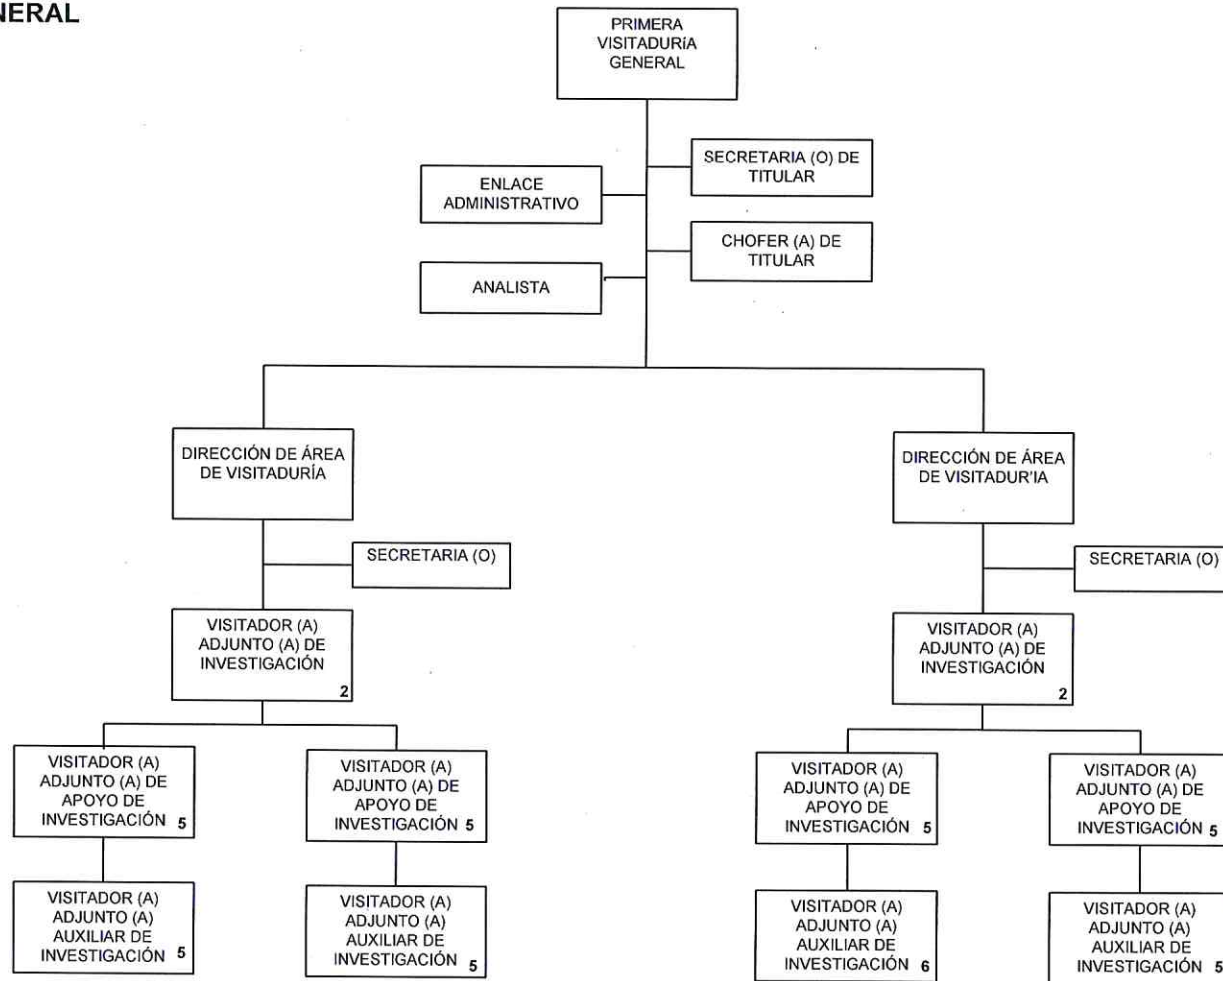 NERAL
PRIMERA
VISITADURÍA
GENERAL
SECRETARIA (O) DE
TITULAR
ENLACE
ADMINISTRATIVO
CHOFER (A) DE
TITULAR
ANALISTA
DIRECCIÓN DE ÁREA
DE VISITADURÍA
DIRECCIÓN DE ÁREA
DE VISITADUR'IA
SECRETARIA (O)
SECRETARIA (O)
VISITADOR (A)
ADJUNTO (A) DE
INVESTIGACIÓN
2
VISITADOR (A)
ADJUNTO (A) DE
INVESTIGACIÓN
2
VISITADOR (A)
ADJUNTO (A) DE
APOYO DE
INVESTIGACIÓN 5
VISITADOR (A)
ADJUNTO (A) DE
APOYO DE
INVESTIGACIÓN 5
VISITADOR (A)
ADJUNTO (A) DE
APOYO DE
INVESTIGACIÓN 5
VISITADOR (A)
ADJUNTO (A) DE
APOYO DE
INVESTIGACIÓN 5
VISITADOR (A)
ADJUNTO (A)
AUXILIAR DE
INVESTIGACIÓN 5
VISITADOR (A)
ADJUNTO (A)
AUXILIAR DE
INVESTIGACIÓN 5
VISITADOR (A)
ADJUNTO (A)
AUXILIAR DE
INVESTIGACIÓN 6
VISITADOR (A)
ADJUNTO (A)
AUXILIAR DE
INVESTIGACIÓN 5